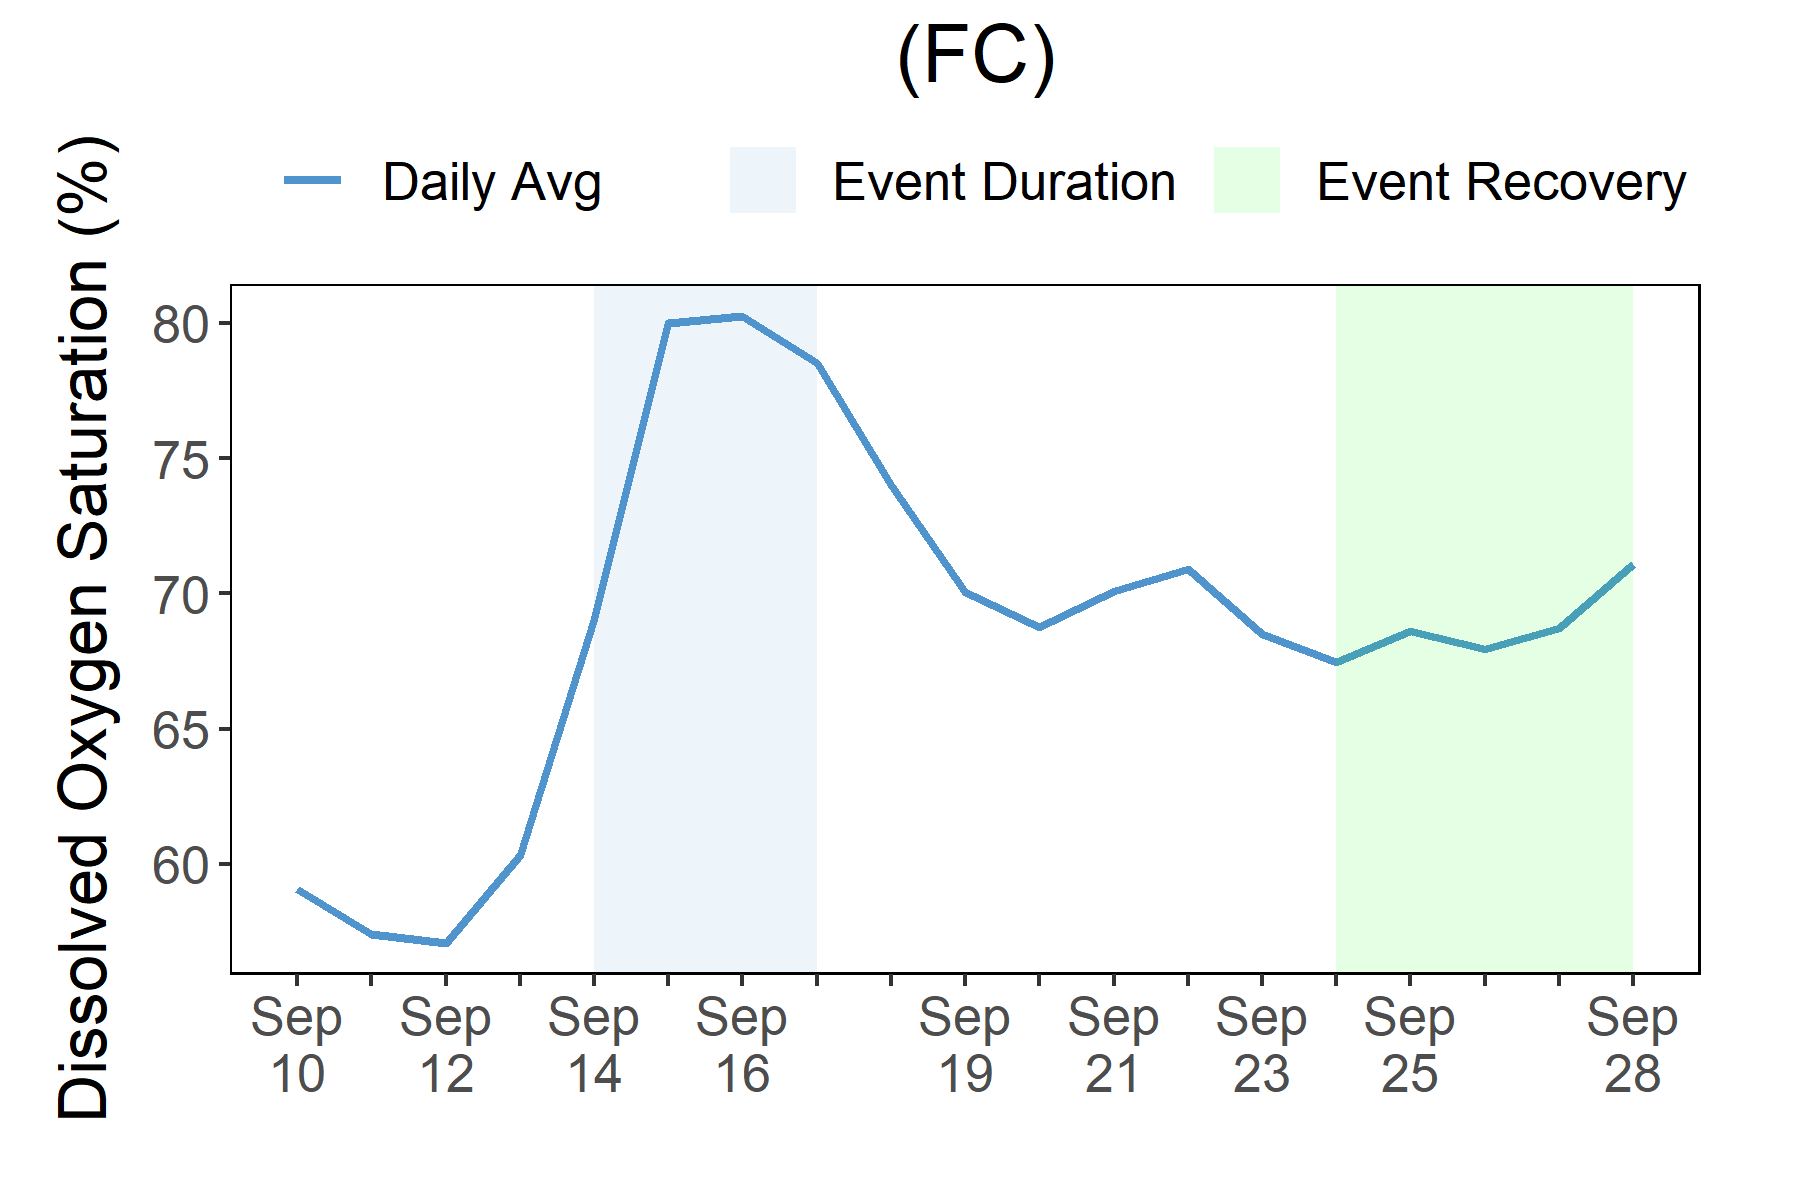 (FC)
Daily Avg
Event Duration
Event Recovery
Dissolved Oxygen Saturation (%)
80
75
70
65
60
Sep 10
Sep 12
Sep 14
Sep 16
Sep 19
Sep 21
Sep 23
Sep 25
Sep 28